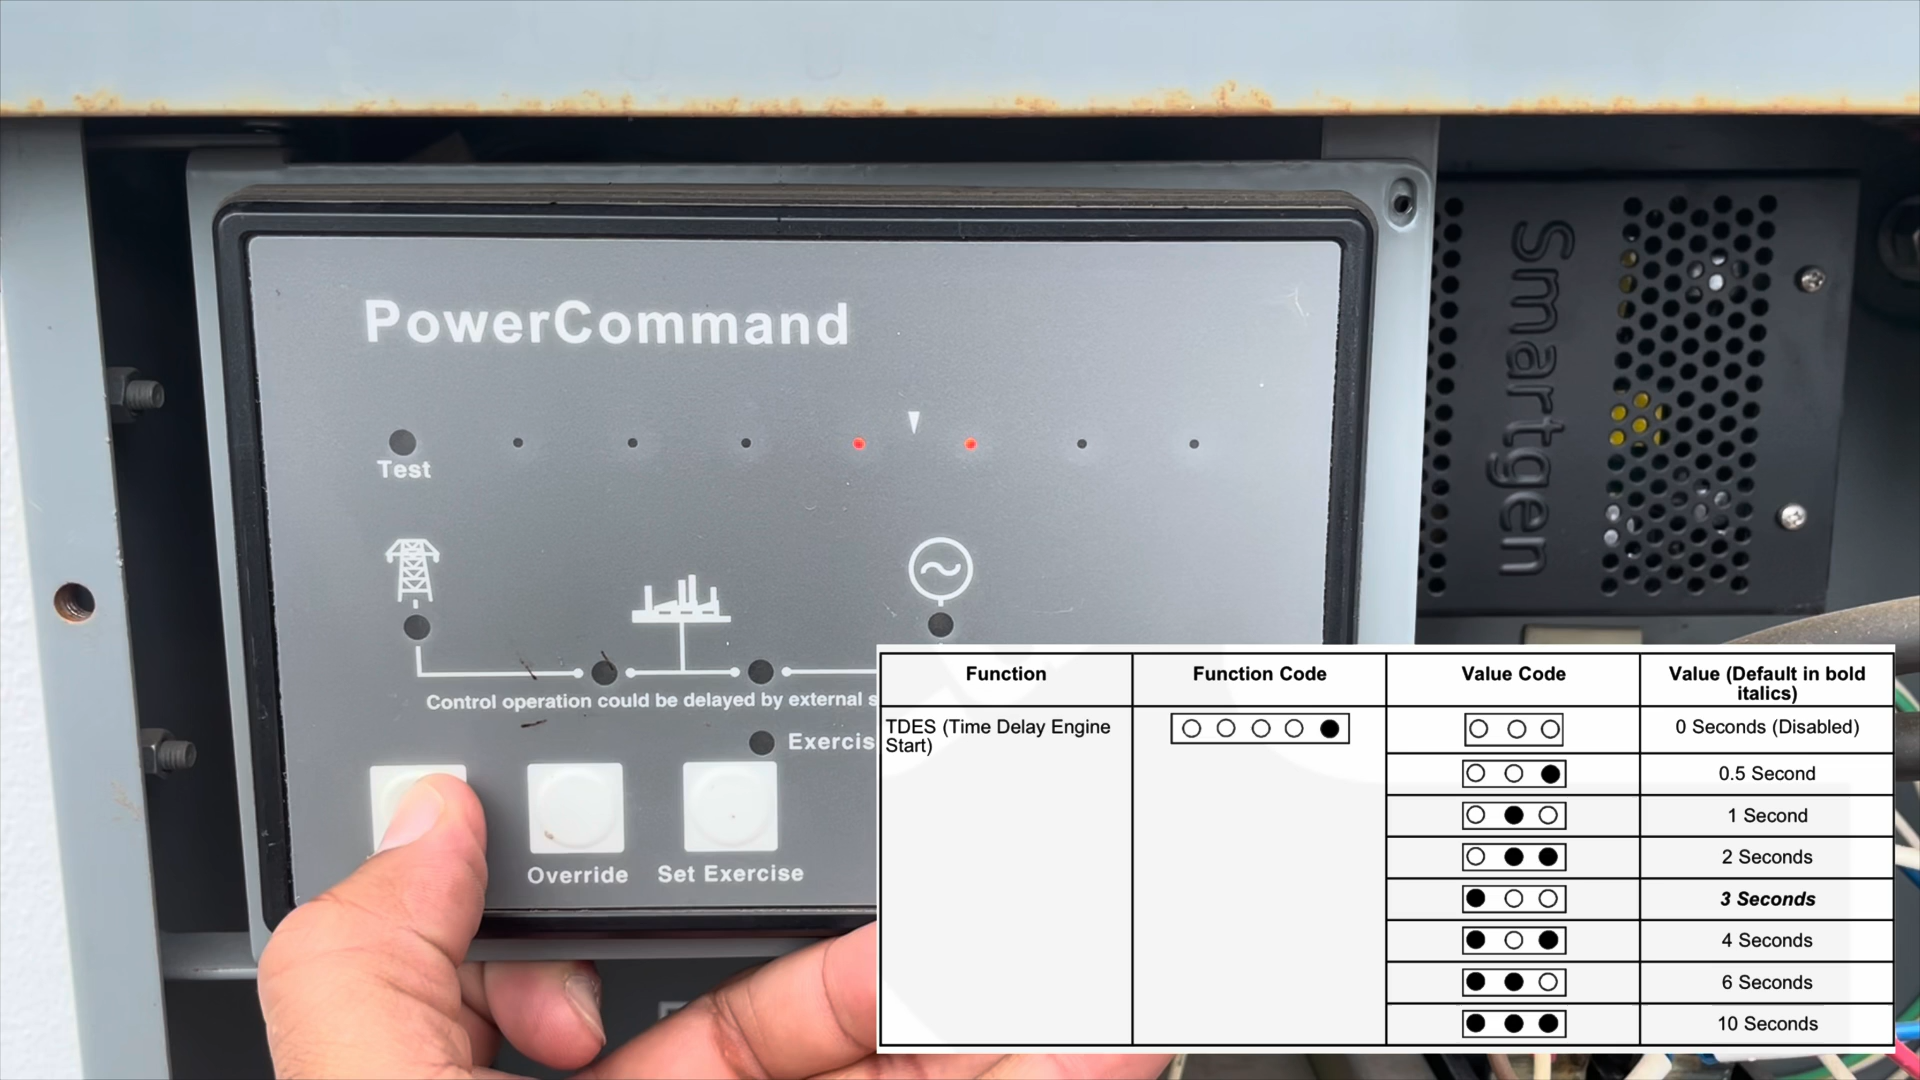 PowerCommand
Test
Smartgen
Control operation could be delayed by external
Override
Set Exercise
Function
Function Code
Value Code
Value (Default in bold
italics)
TDES (Time Delay Engine
Start)
0 Seconds (Disabled)
0.5 Second
1 Second
2 Seconds
3 Seconds
4 Seconds
6 Seconds
10 Seconds